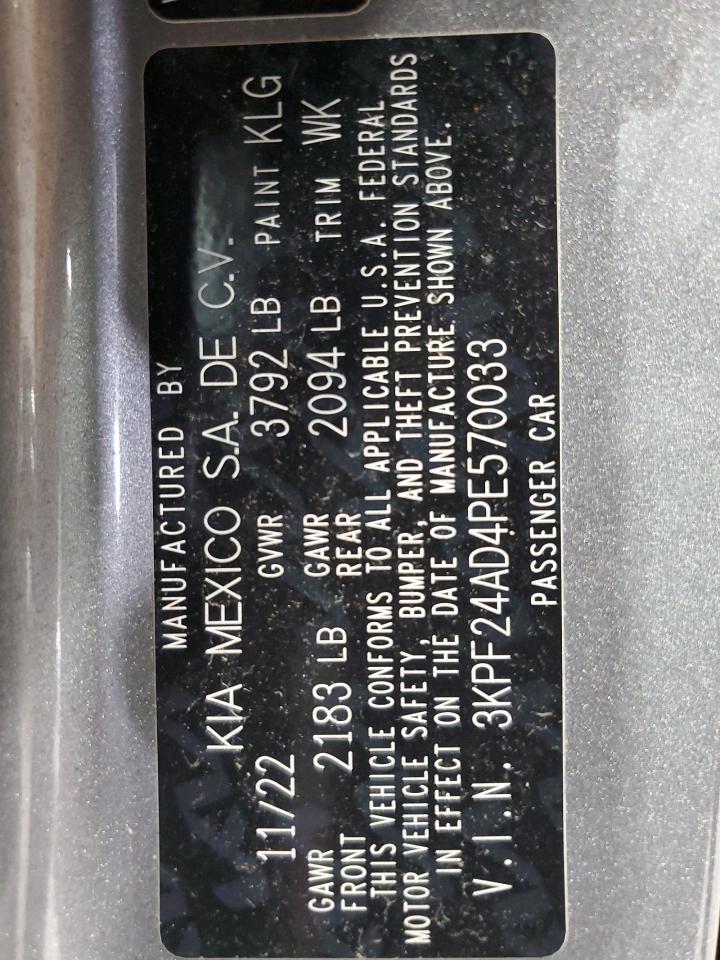 MANUFACTURED BY
KIA MEXICO S.A. DE C.V.
11/22 GVWR 3792 LB PAINT KLG
GAWR FRONT 2183 LB GAWR REAR 2094 LB TRIM WK
THIS VEHICLE CONFORMS TO ALL APPLICABLE U.S.A. FEDERAL
MOTOR VEHICLE SAFETY, BUMPER, AND THEFT PREVENTION STANDARDS
IN EFFECT ON THE DATE OF MANUFACTURE SHOWN ABOVE.
V.I.N. 3KPF24AD4PE570033
PASSENGER CAR